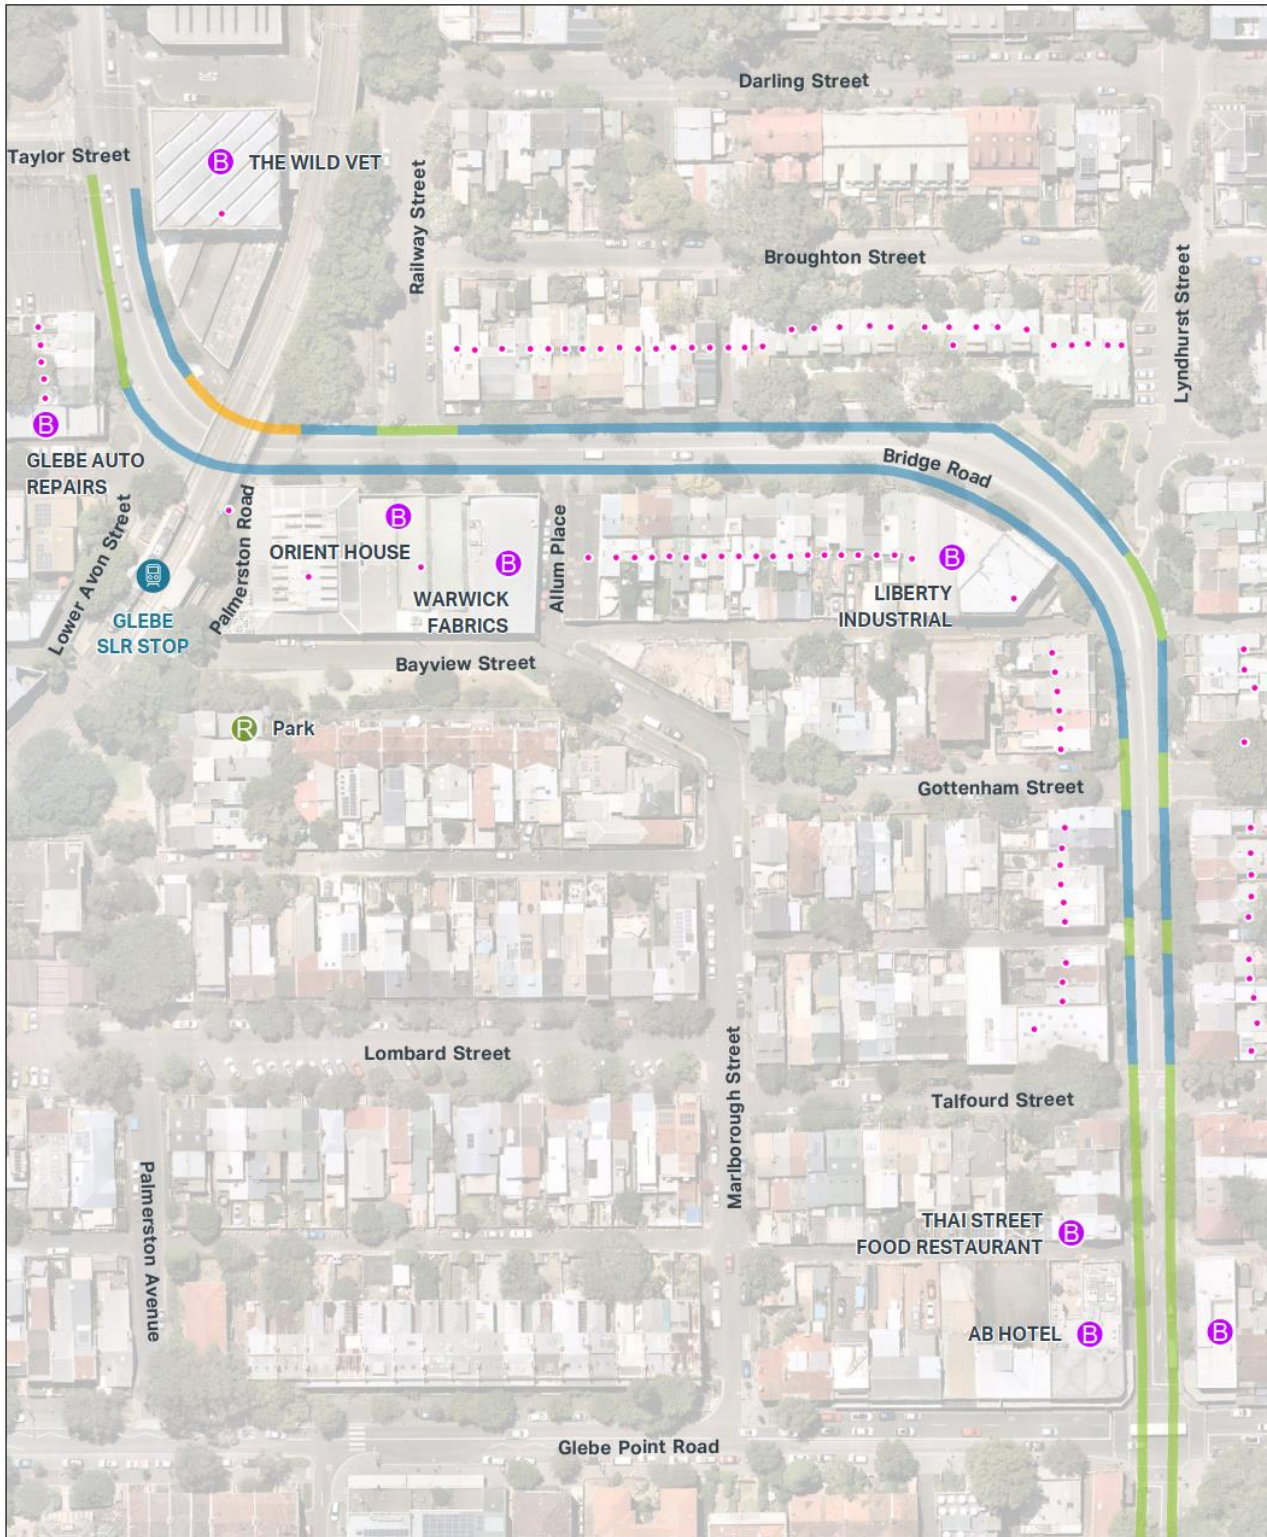 Darling Street
Taylor Street
B THE WILD VET
Railway Street
Broughton Street
Lyndhurst Street
B
GLEBE AUTO
REPAIRS
Bridge Road
Lower Avon Street
Palmerston Road
B
ORIENT HOUSE
B
WARWICK
FABRICS
Allum Place
B
LIBERTY
INDUSTRIAL
GLEBE
SLR STOP
Bayview Street
R Park
Gottenham Street
Marlborough Street
Lombard Street
Talfourd Street
Palmerston Avenue
THAI STREET
FOOD RESTAURANT
B
AB HOTEL B
B
Glebe Point Road